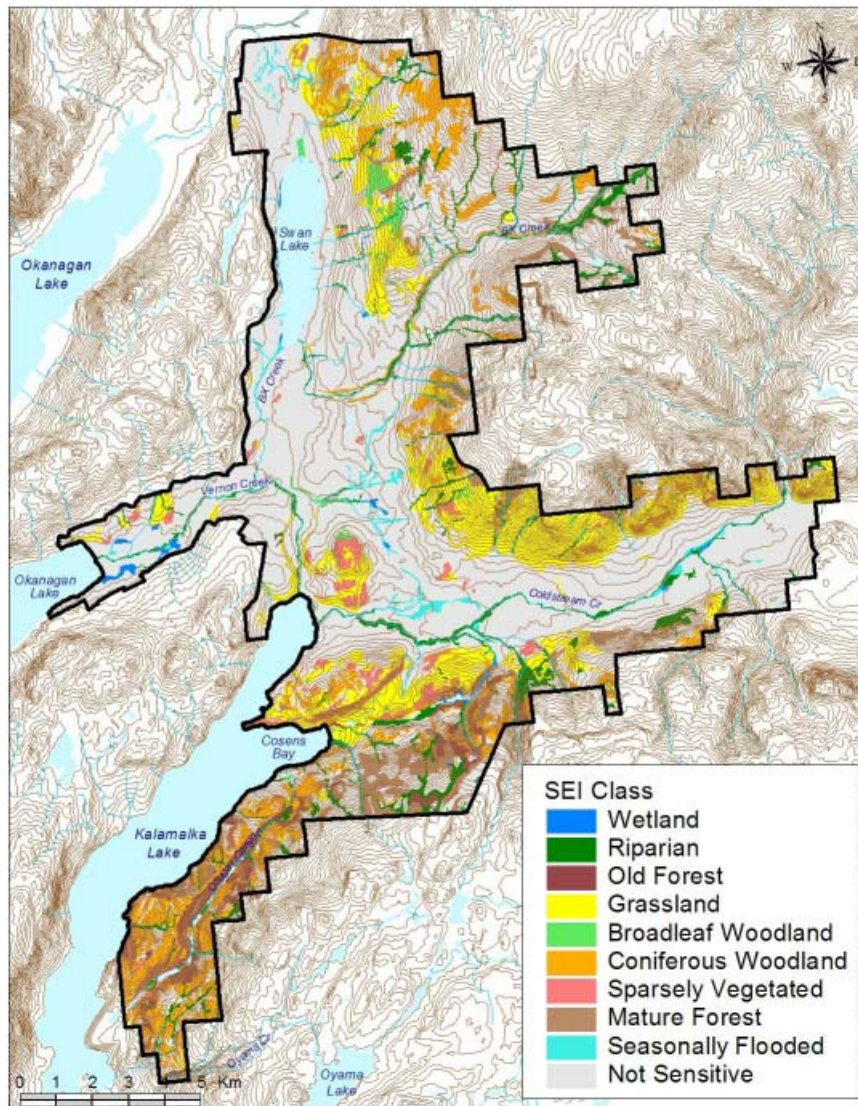 N
W
E
S
Okanagan
Lake
Swan
Lake
BX Creek
BX Creek
Vernon Creek
Okanagan
Lake
Coldstream Cr
Cosens
Bay
Kalamalka
Lake
Oyama Cr
Oyama
Lake
0 1 2 4 5 Km
SEI Class
Wetland
Riparian
Old Forest
Grassland
Broadleaf Woodland
Coniferous Woodland
Sparsely Vegetated
Mature Forest
Seasonally Flooded
Not Sensitive